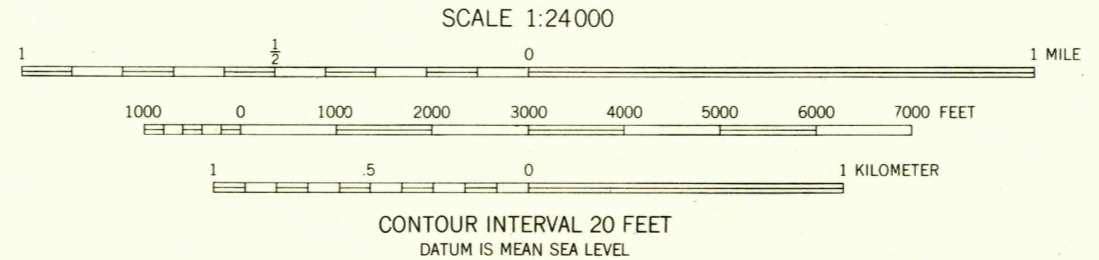 SCALE 1:24000
1 ½ 0 1 MILE
1000 0 1000 2000 3000 4000 5000 6000 7000 FEET
1 .5 0 1 KILOMETER
CONTOUR INTERVAL 20 FEET
DATUM IS MEAN SEA LEVEL